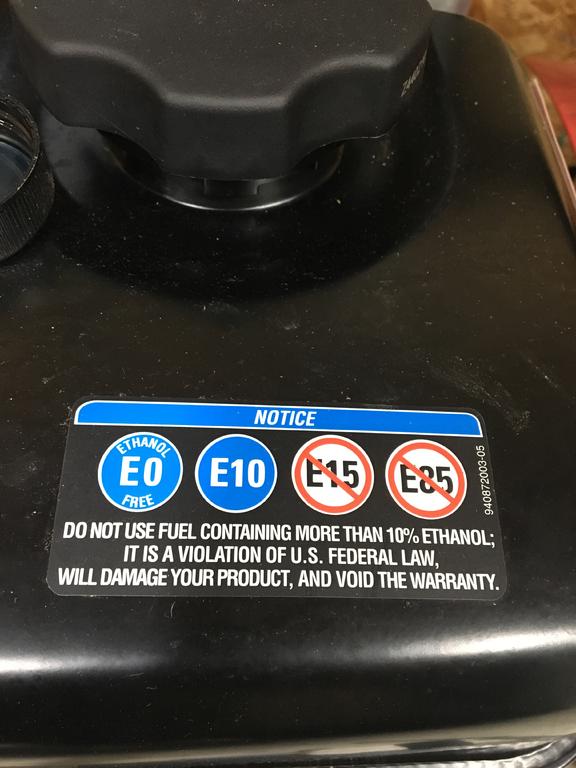 NOTICE
ETHANOL
E0
FREE
E10
E15
E85
DO NOT USE FUEL CONTAINING MORE THAN 10% ETHANOL;
IT IS A VIOLATION OF U.S. FEDERAL LAW,
WILL DAMAGE YOUR PRODUCT, AND VOID THE WARRANTY.
940872003-05